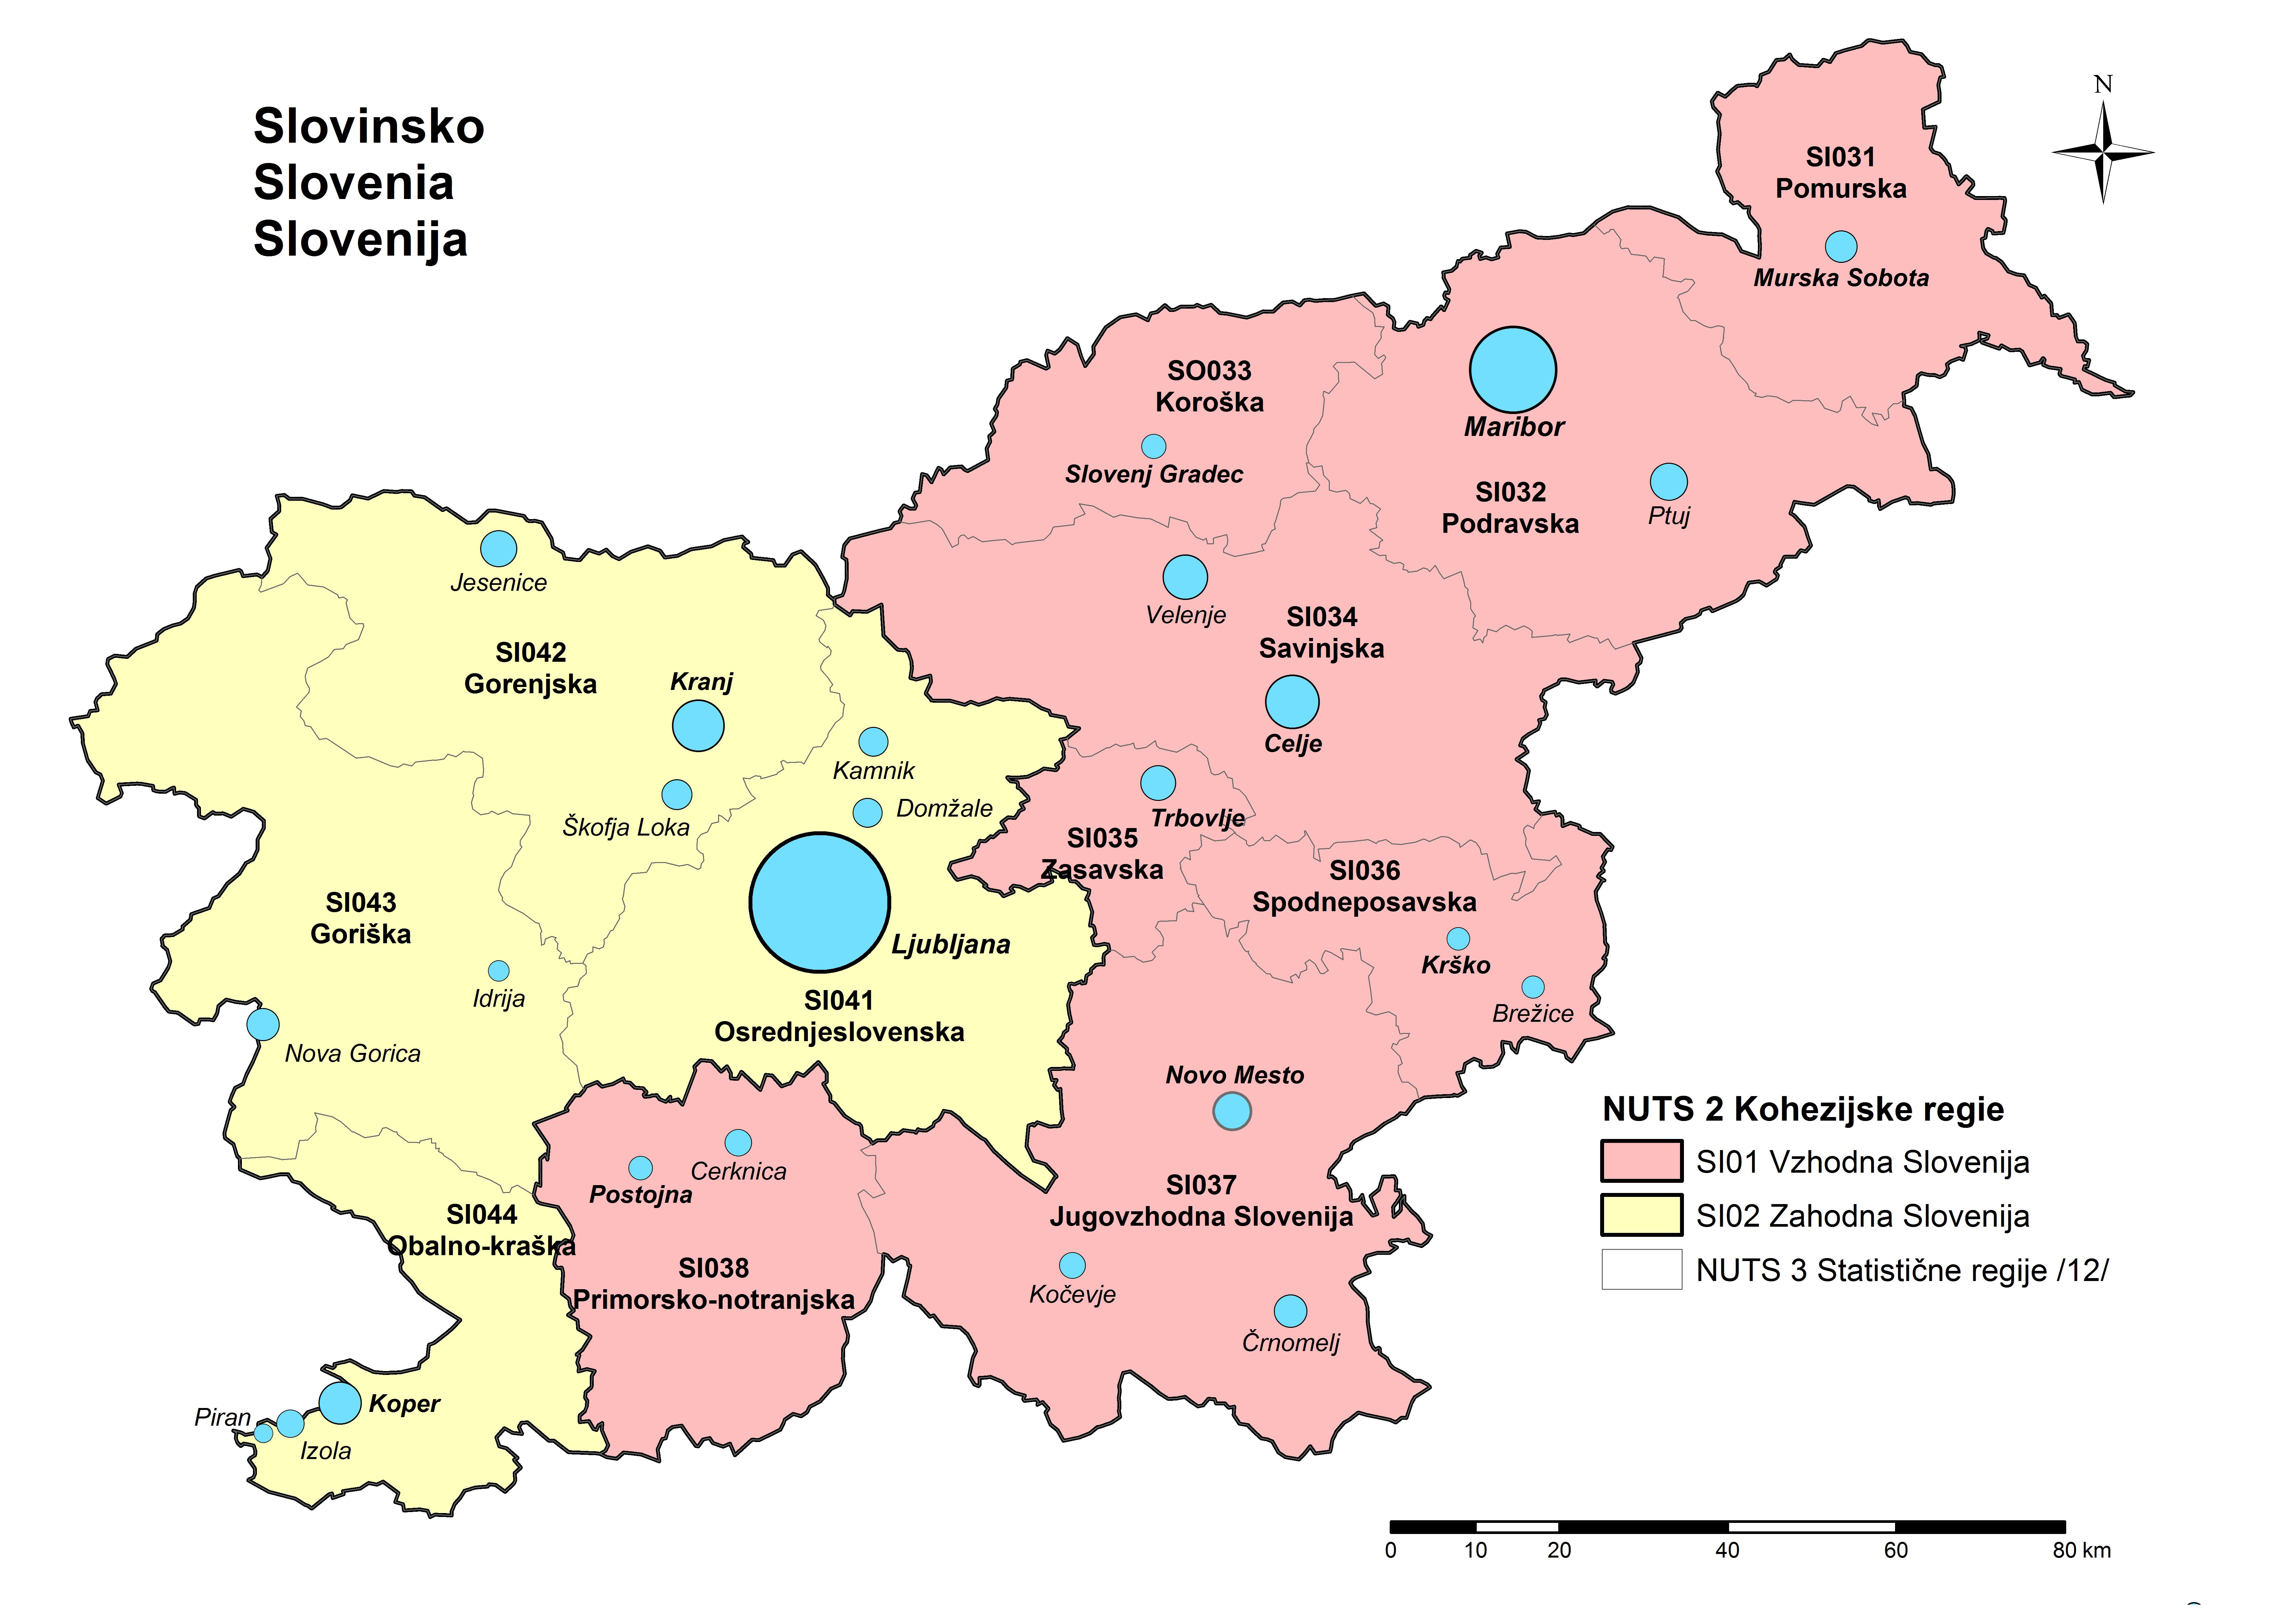 Slovinsko
Slovenia
Slovenija
N
SI031
Pomurska
Murska Sobota
SO033
Koroška
Slovenj Gradec
Maribor
SI032
Podravska
Ptuj
Jesenice
Velenje
SI034
Savinjska
Celje
SI042
Gorenjska
Kranj
Kamnik
Škofja Loka
Domžale
Trbovlje
SI035
Zasavska
SI036
Spodneposavska
Krško
Brežice
SI043
Goriška
Idrija
Nova Gorica
Ljubljana
SI041
Osrednjeslovenska
Novo Mesto
Cerknica
Postojna
SI037
Jugovzhodna Slovenija
SI044
Obalno-kraška
SI038
Primorsko-notranjska
Kočevje
Črnomelj
Koper
Piran
Izola
NUTS 2 Kohezijske regie
SI01 Vzhodna Slovenija
SI02 Zahodna Slovenija
NUTS 3 Statistične regije /12/
0 10 20 40 60 80 km